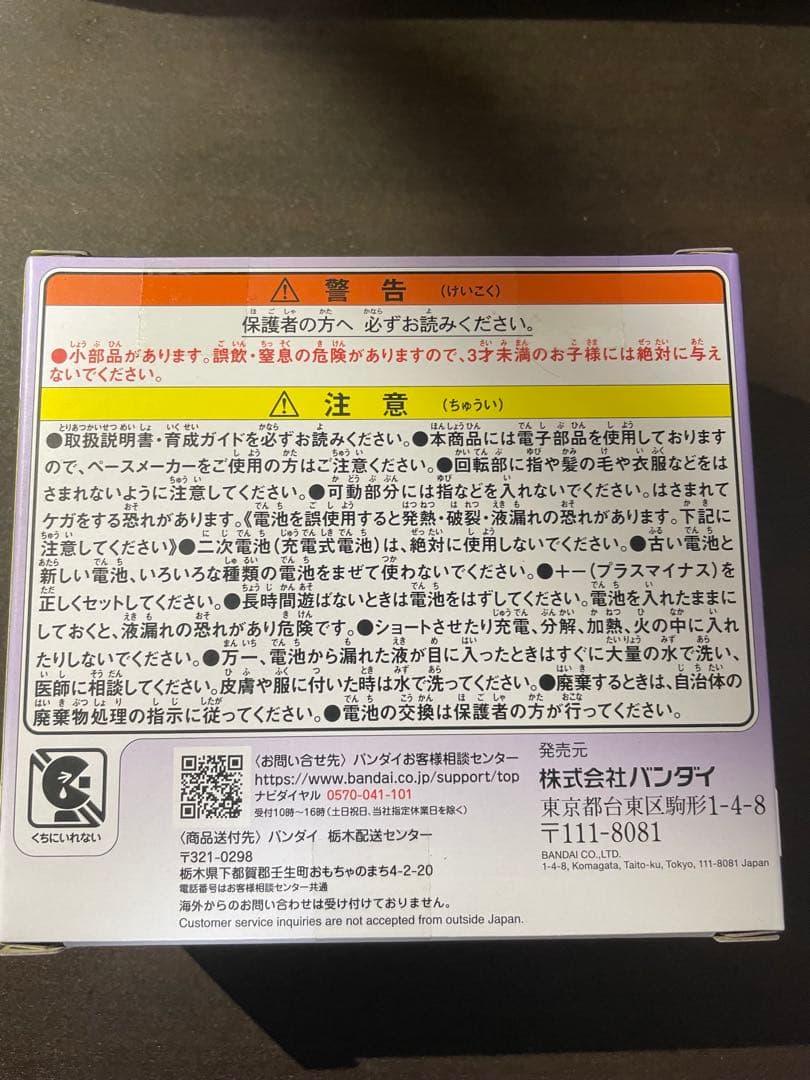 警告 (けいこく)
保護者の方へ 必ずお読みください。
●小部品があります。誤飲・窒息の危険がありますので、3才未満のお子様には絶対に与え
ないでください。
注意 (ちゅうい)
●取扱説明書・育成ガイドを必ずお読みください。●本商品には電子部品を使用しております
ので、ペースメーカーをご使用の方はご注意ください。●回転部に指や髪の毛や衣服などをは
さまれないように注意してください。●可動部分には指などを入れないでください。はさまれて
ケガをする恐れがあります。《電池を誤使用すると発熱・破裂・液漏れの恐れがあります。下記に
注意してください》●二次電池(充電式電池)は、絶対に使用しないでください。●古い電池と
新しい電池、いろいろな種類の電池をまぜて使わないでください。●+-(プラスマイナス)を
正しくセットしてください。●長時間遊ばないときは電池をはずしてください。電池を入れたままに
しておくと、液漏れの恐れがあり危険です。●ショートさせたり充電、分解、加熱、火の中に入れ
たりしないでください。●万一、電池から漏れた液が目に入ったときはすぐに大量の水で洗い、
医師に相談してください。皮膚や服に付いた時は水で洗ってください。●廃棄するときは、自治体の
廃棄物処理の指示に従ってください。●電池の交換は保護者の方が行ってください。
くちにいれない
〈お問い合せ先〉バンダイお客様相談センター
https://www.bandai.co.jp/support/top
ナビダイヤル 0570-041-101
受付10時〜16時(土日祝日、当社指定休業日を除く)
〈商品送付先〉バンダイ 栃木配送センター
〒321-0298
栃木県下都賀郡壬生町おもちゃのまち4-2-20
電話番号はお客様相談センター共通
海外からのお問い合わせは受け付けておりません。
Customer service inquiries are not accepted from outside Japan.
発売元
株式会社バンダイ
東京都台東区駒形1-4-8
〒111-8081
BANDAI CO.,LTD.
1-4-8, Komagata, Taito-ku, Tokyo, 111-8081 Japan